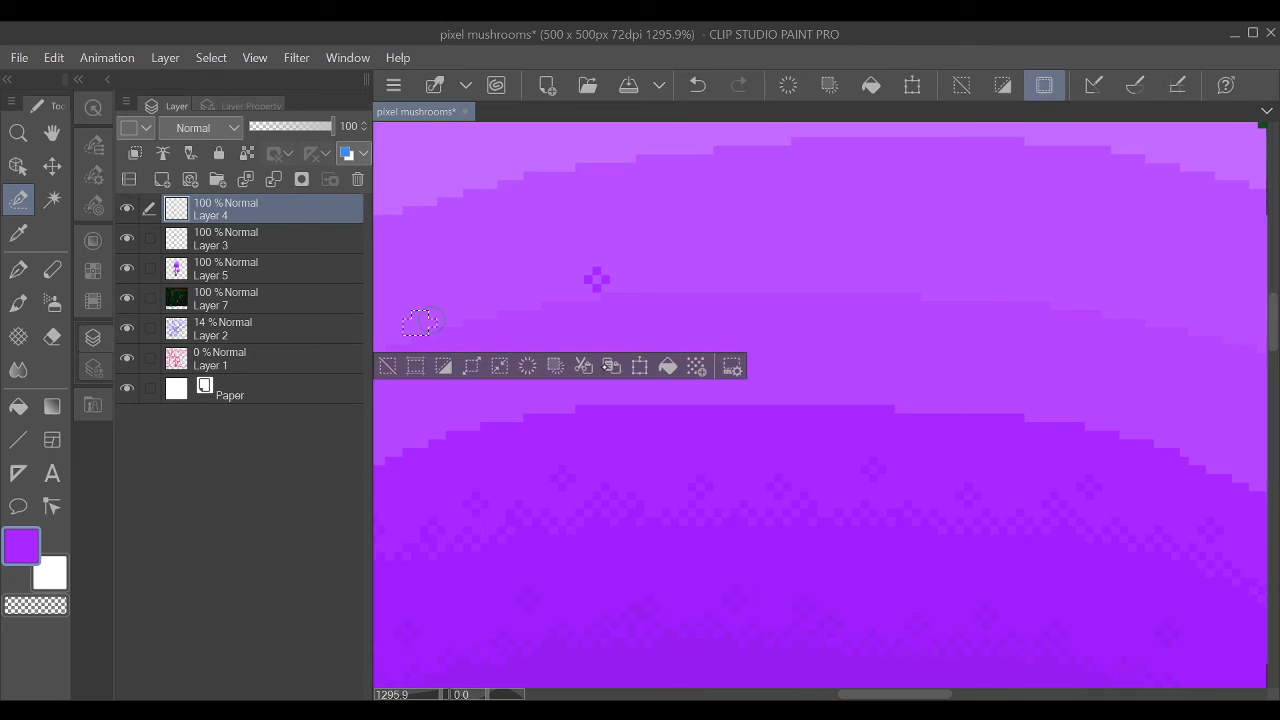 pixel mushrooms* (500 x 500px 72dpi 1295.9%) - CLIP STUDIO PAINT PRO
File Edit Animation Layer Select View Filter Window Help
pixel mushrooms*
Too Layer Layer Property
Normal 100
100 % Normal
Layer 4
100 % Normal
Layer 3
100 % Normal
Layer 5
100 % Normal
Layer 7
14 % Normal
Layer 2
0 % Normal
Layer 1
Paper
1295.9 0.0